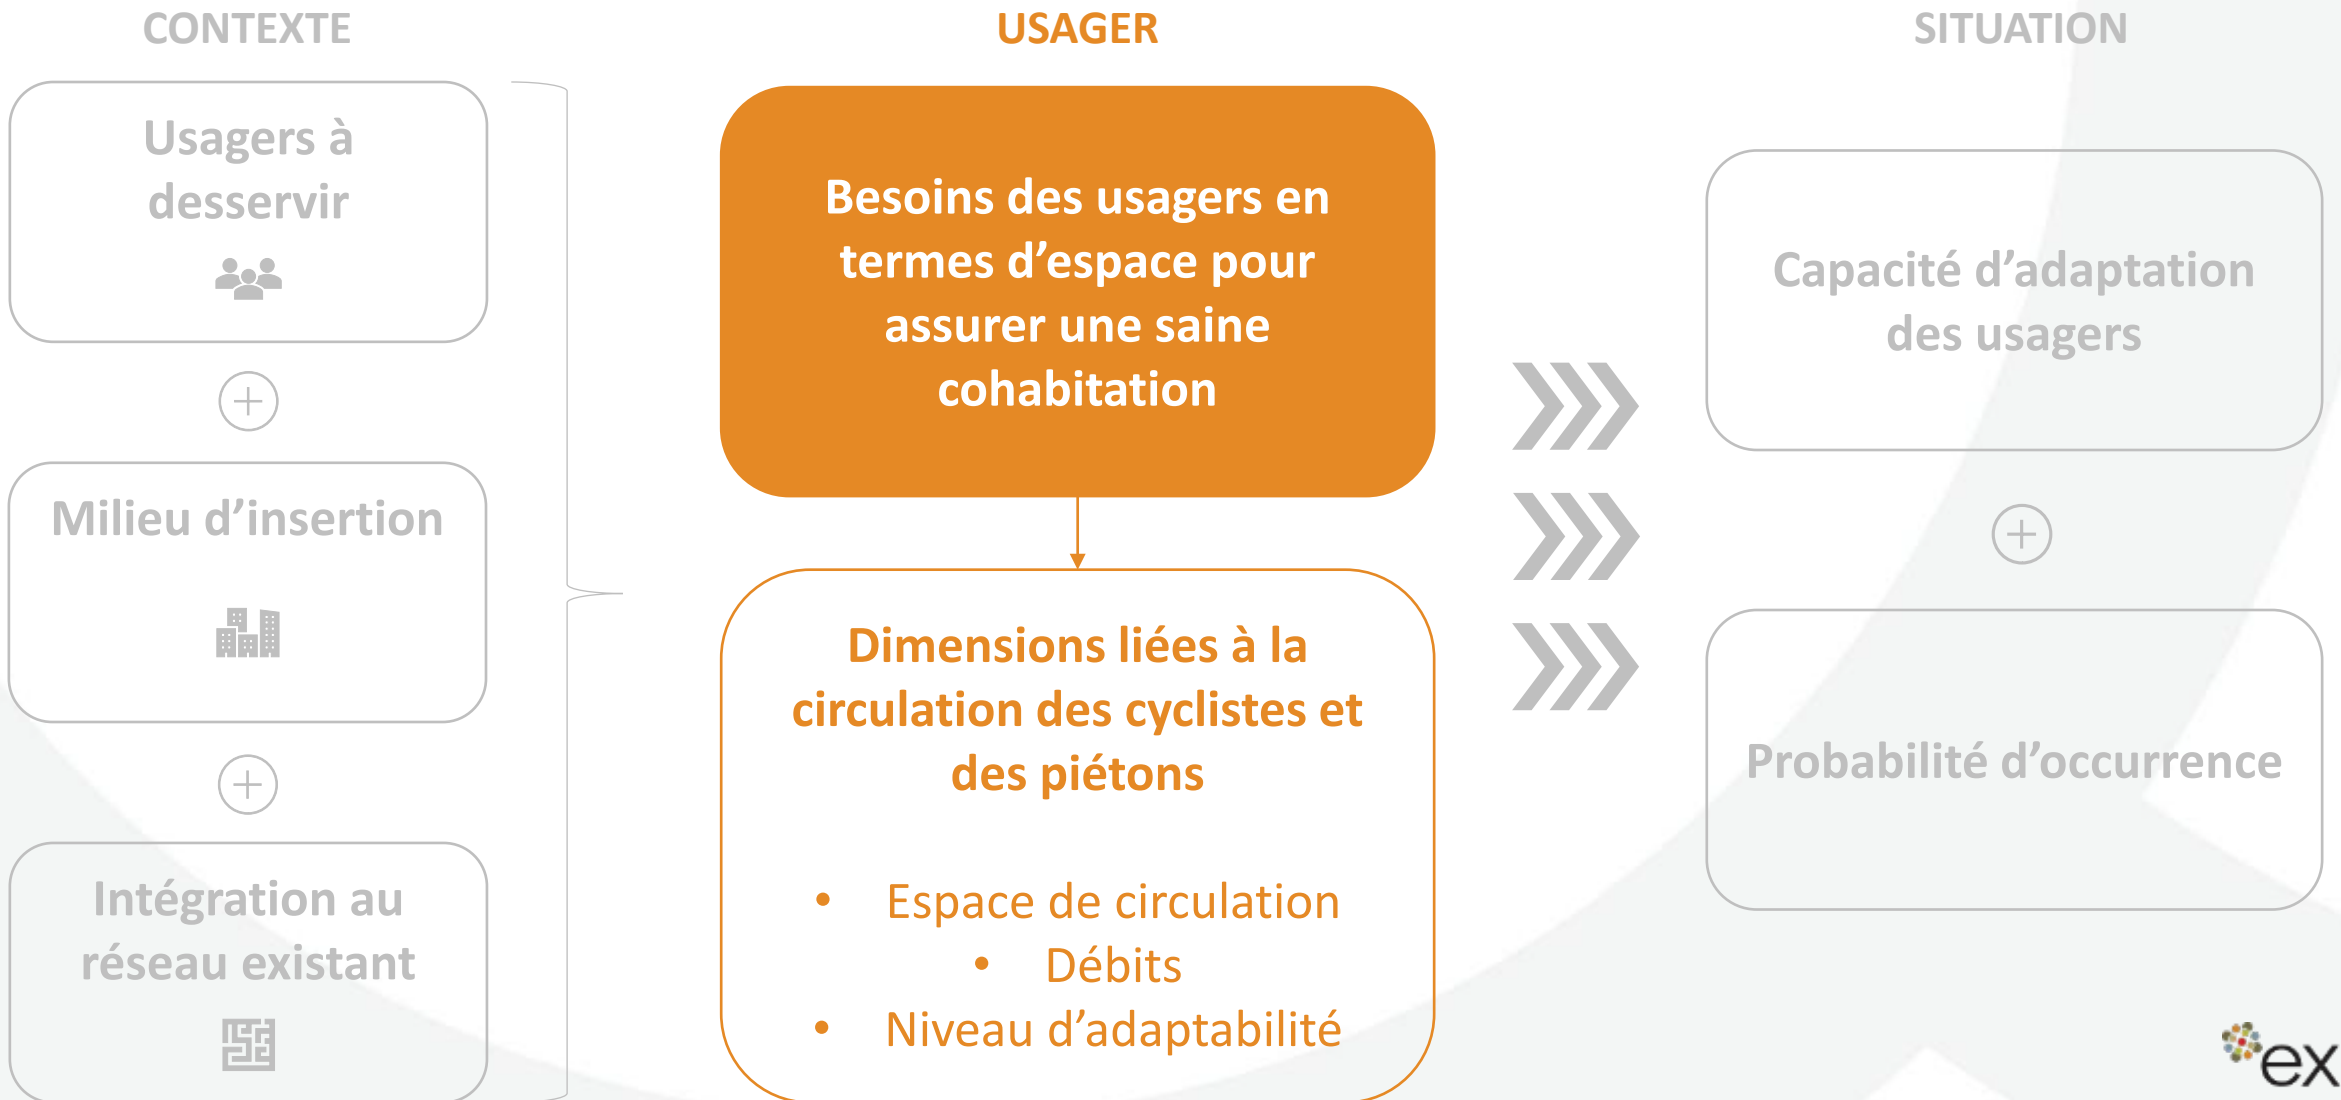 CONTEXTE
Usagers à
desservir
Milieu d'insertion
Intégration au
réseau existant
USAGER
Besoins des usagers en
termes d'espace pour
assurer une saine
cohabitation
Dimensions liées à la
circulation des cyclistes et
des piétons
• Espace de circulation
• Débits
• Niveau d'adaptabilité
SITUATION
Capacité d'adaptation
des usagers
Probabilité d'occurrence
ex